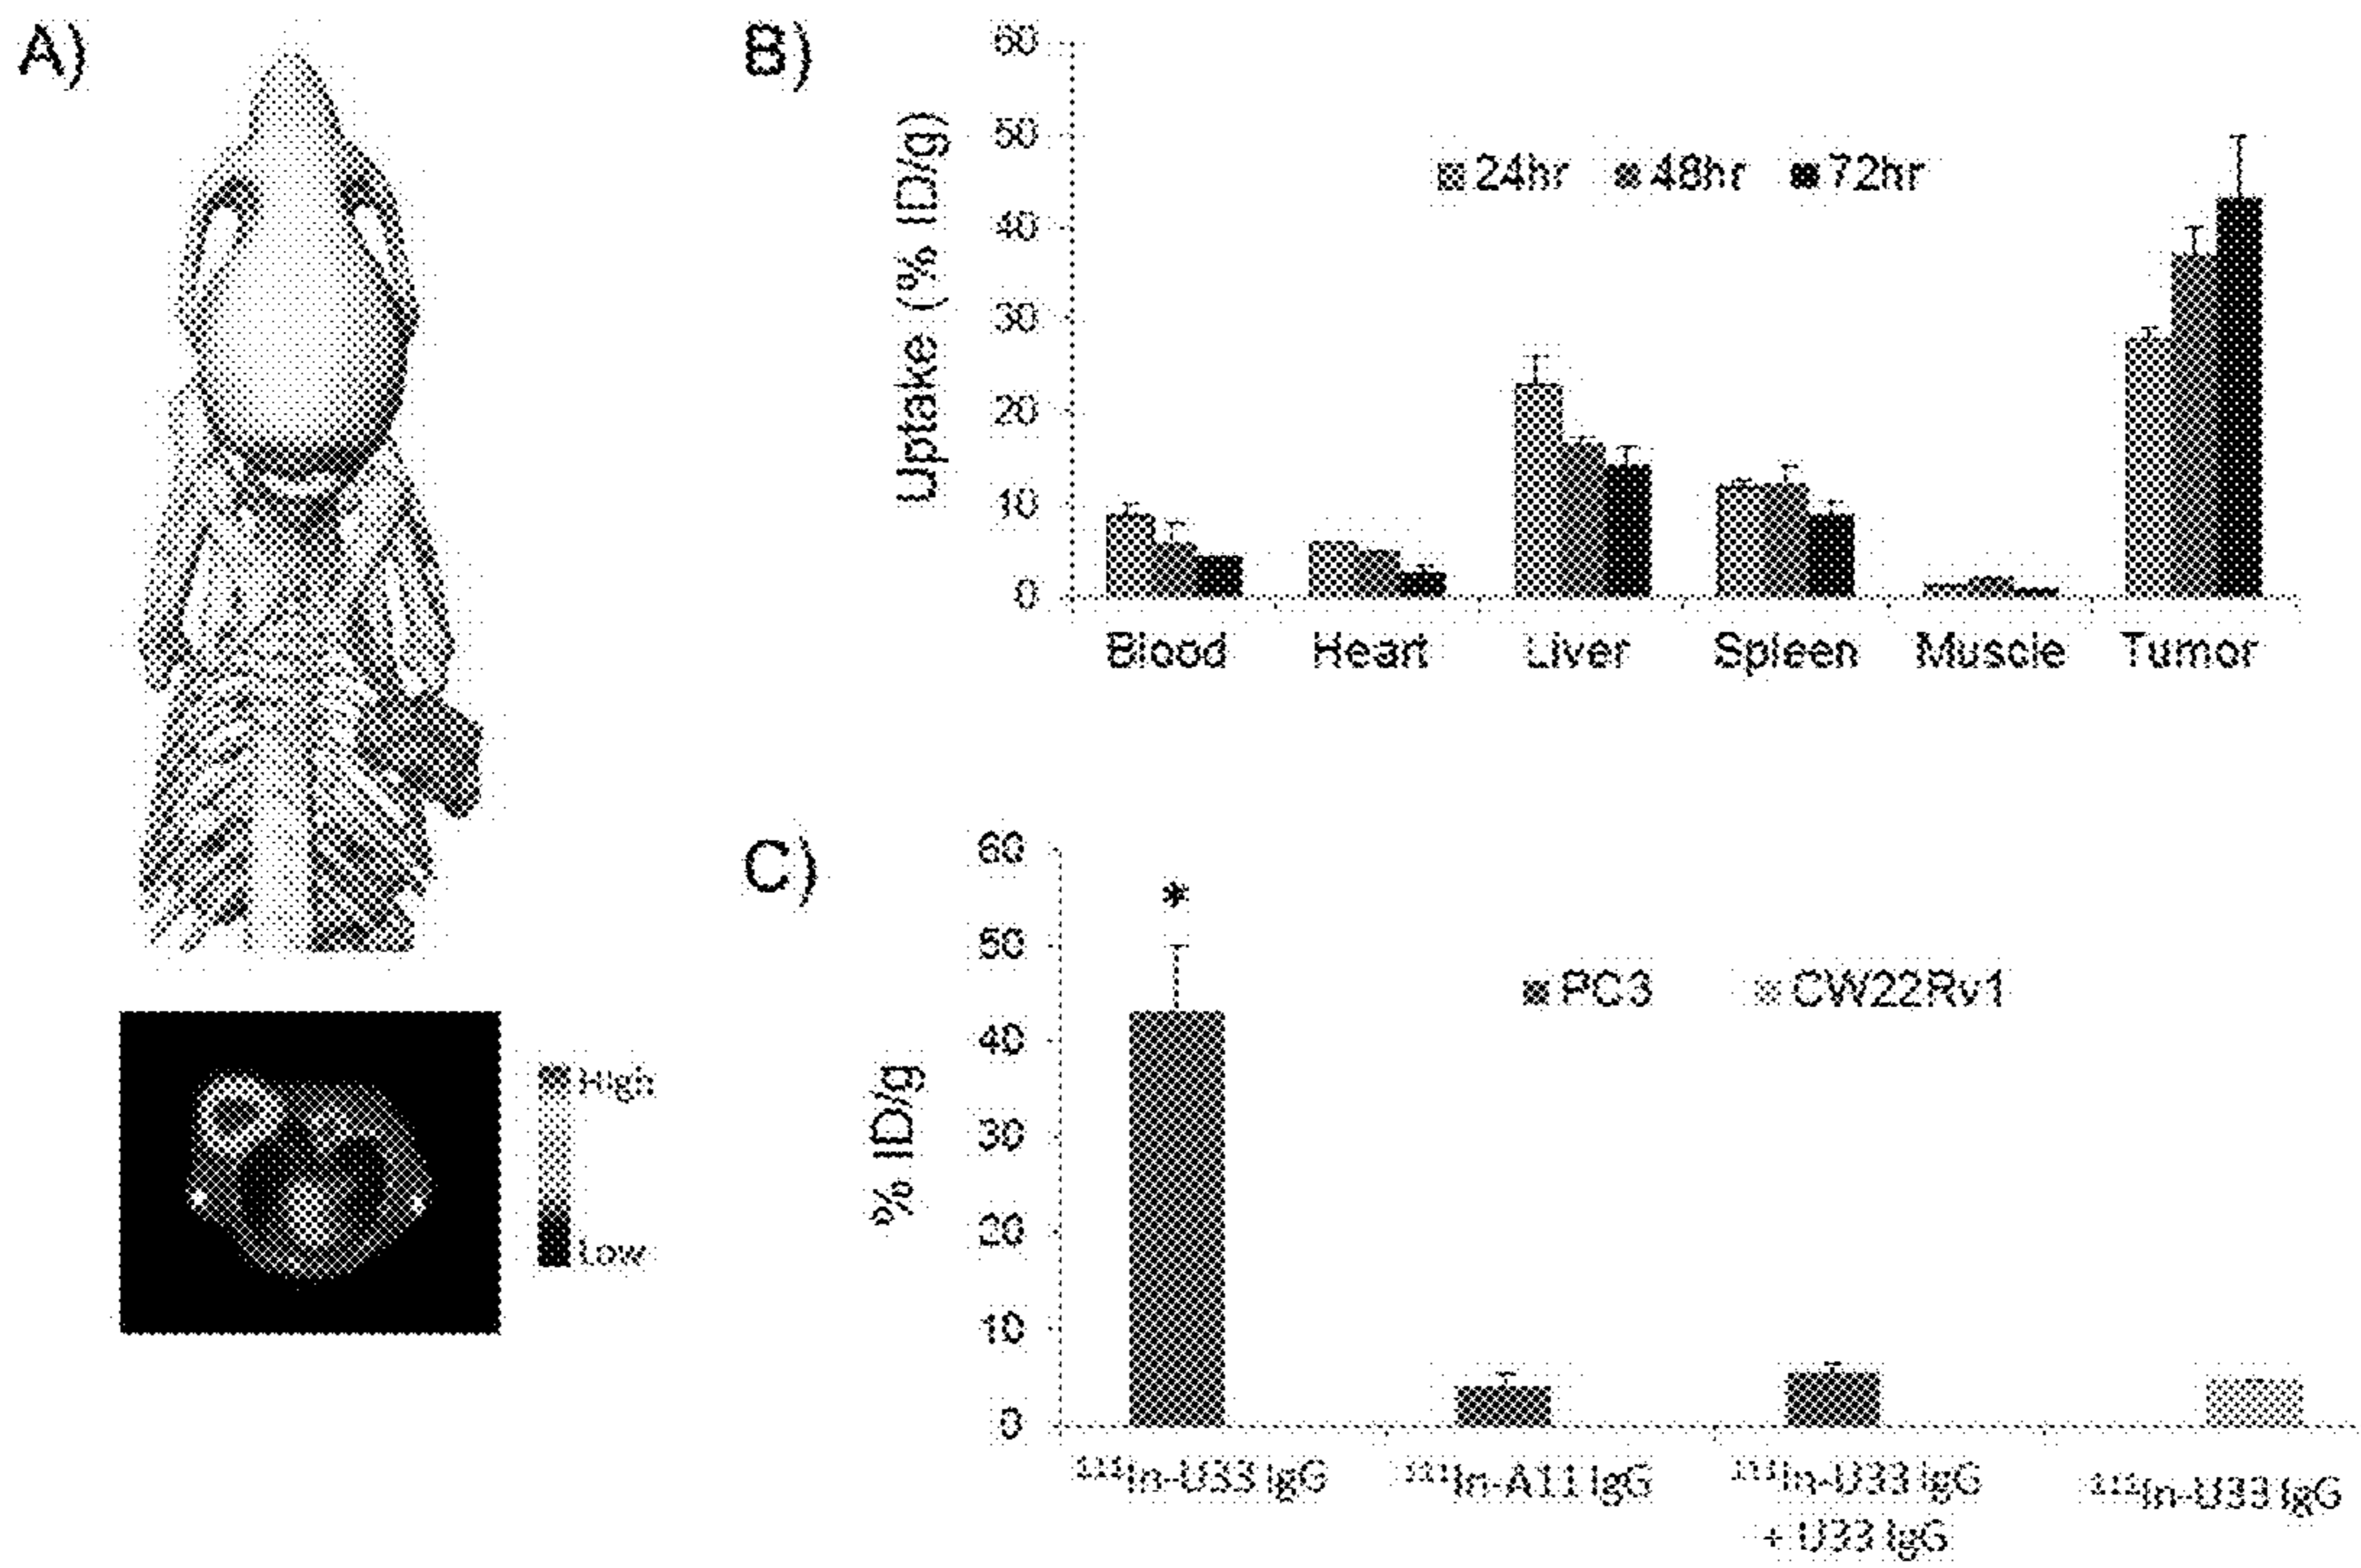 A)
High
Low
B)
Uptake (% ID/g)
60
50
40
30
20
10
0
24hr 48hr 72hr
Blood Heart Liver Spleen Muscle Tumor
C)
% ID/g
60
50
40
30
20
10
0
*
PC3 CW22Rv1
¹¹¹In-U33 IgG ¹¹¹In-A11 IgG ¹¹¹In-U33 IgG ¹¹¹In-U33 IgG
+ U33 IgG